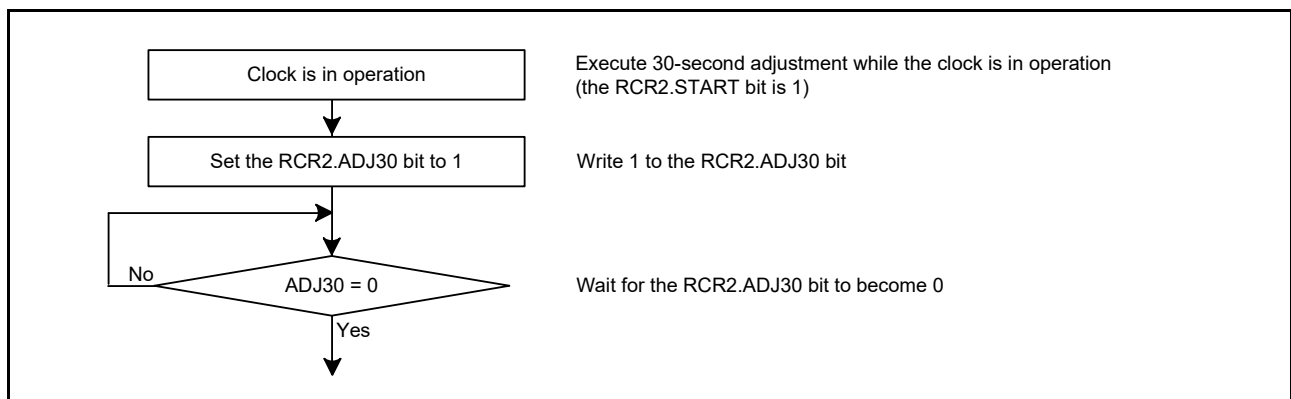 Clock is in operation
Execute 30-second adjustment while the clock is in operation
(the RCR2.START bit is 1)
Set the RCR2.ADJ30 bit to 1
Write 1 to the RCR2.ADJ30 bit
No
ADJ30 = 0
Wait for the RCR2.ADJ30 bit to become 0
Yes